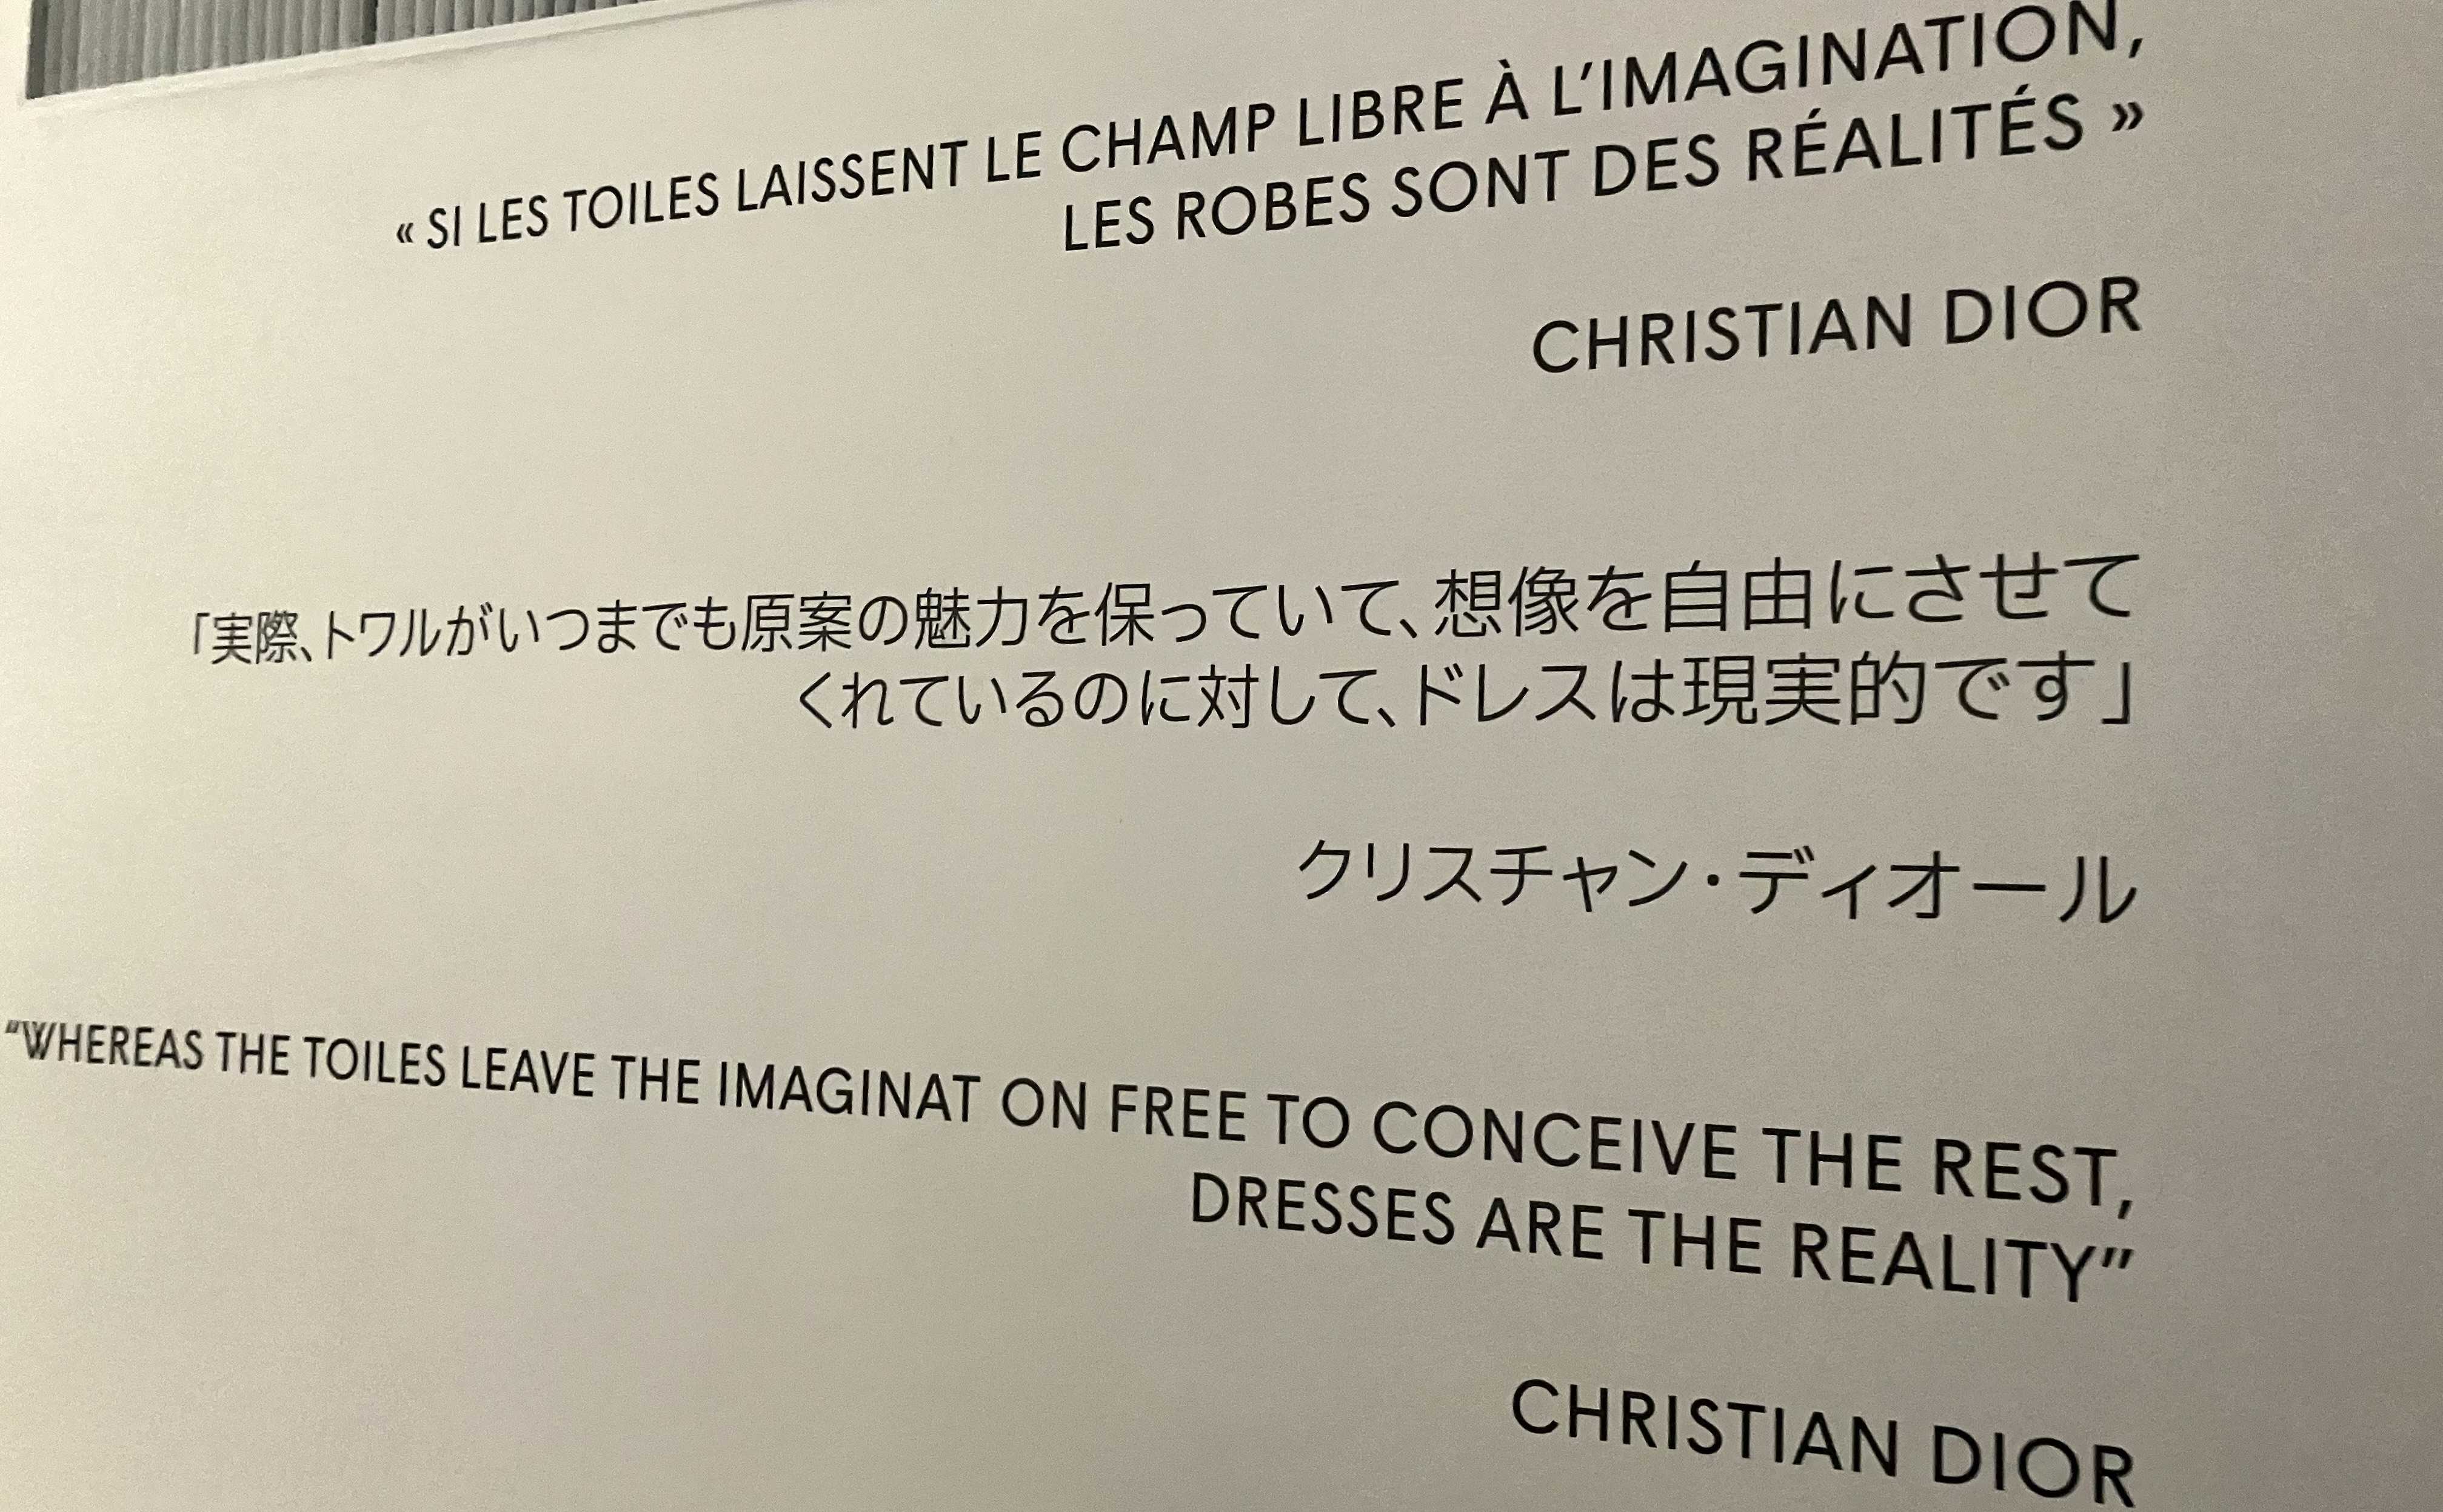 « SI LES TOILES LAISSENT LE CHAMP LIBRE À L'IMAGINATION,
LES ROBES SONT DES RÉALITÉS »
CHRISTIAN DIOR
「実際、トワルがいつまでも原案の魅力を保っていて、想像を自由にさせて
くれているのに対して、ドレスは現実的です」
クリスチャン・ディオール
“WHEREAS THE TOILES LEAVE THE IMAGINAT ON FREE TO CONCEIVE THE REST,
DRESSES ARE THE REALITY”
CHRISTIAN DIOR